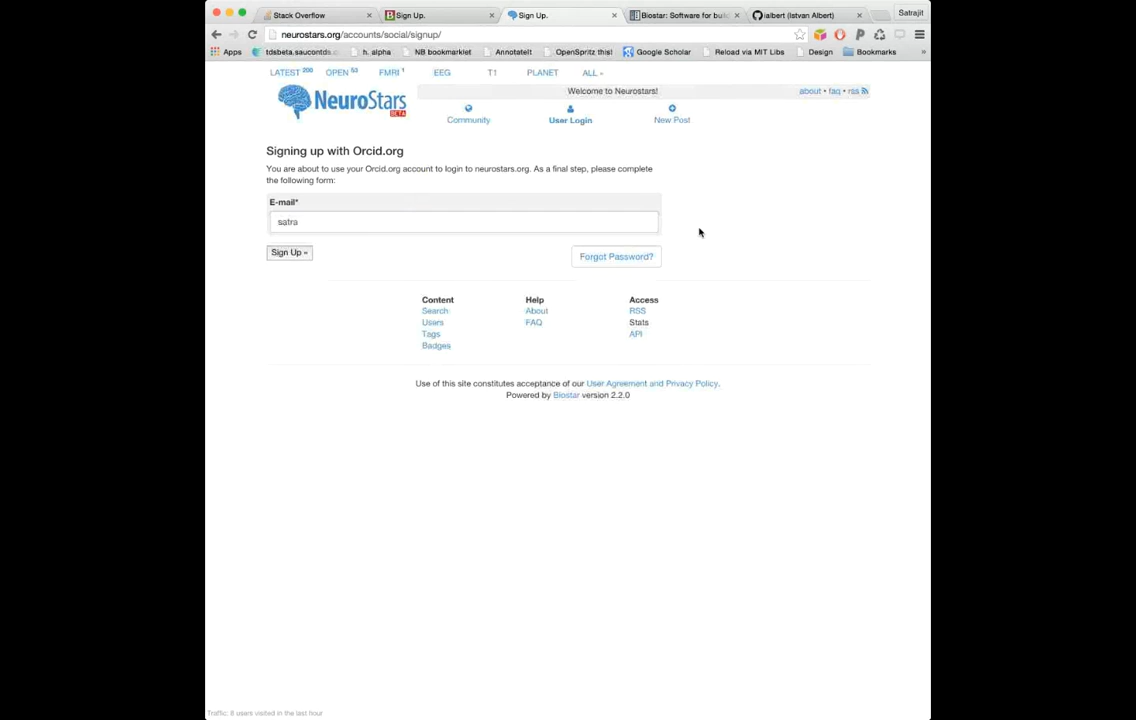 Stack Overflow
Sign Up.
Sign Up.
Biostar: Software for buil
ialbert (Istvan Albert)
Satrajit
neurostars.org/accounts/social/signup/
Apps
tdsbeta.saucontds.c
h. alpha
NB bookmarklet
AnnotateIt
OpenSpritz this!
Google Scholar
Reload via MIT Libs
Design
Bookmarks
»
LATEST 200
OPEN 53
FMRI 1
EEG
T1
PLANET
ALL »
NeuroStars
BETA
Welcome to Neurostars!
about • faq • rss
Community
User Login
New Post
Signing up with Orcid.org
You are about to use your Orcid.org account to login to neurostars.org. As a final step, please complete
the following form:
E-mail*
satra
Sign Up »
Forgot Password?
Content
Search
Users
Tags
Badges
Help
About
FAQ
Access
RSS
Stats
API
Use of this site constitutes acceptance of our User Agreement and Privacy Policy.
Powered by Biostar version 2.2.0
Traffic: 8 users visited in the last hour